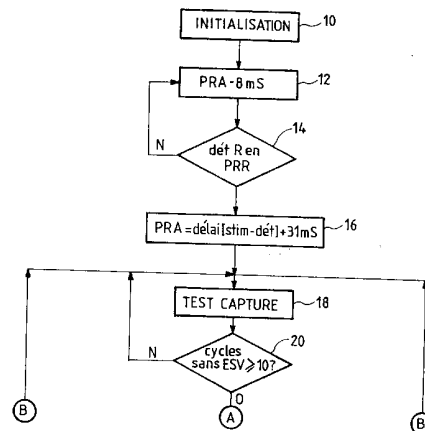 INITIALISATION
10
PRA-8mS
12
14
N
dét R en
PRR
PRA=délai[stim-dét]+31mS
16
TEST CAPTURE
18
20
N
cycles
sans ESV⩾10?
O
B
A
B